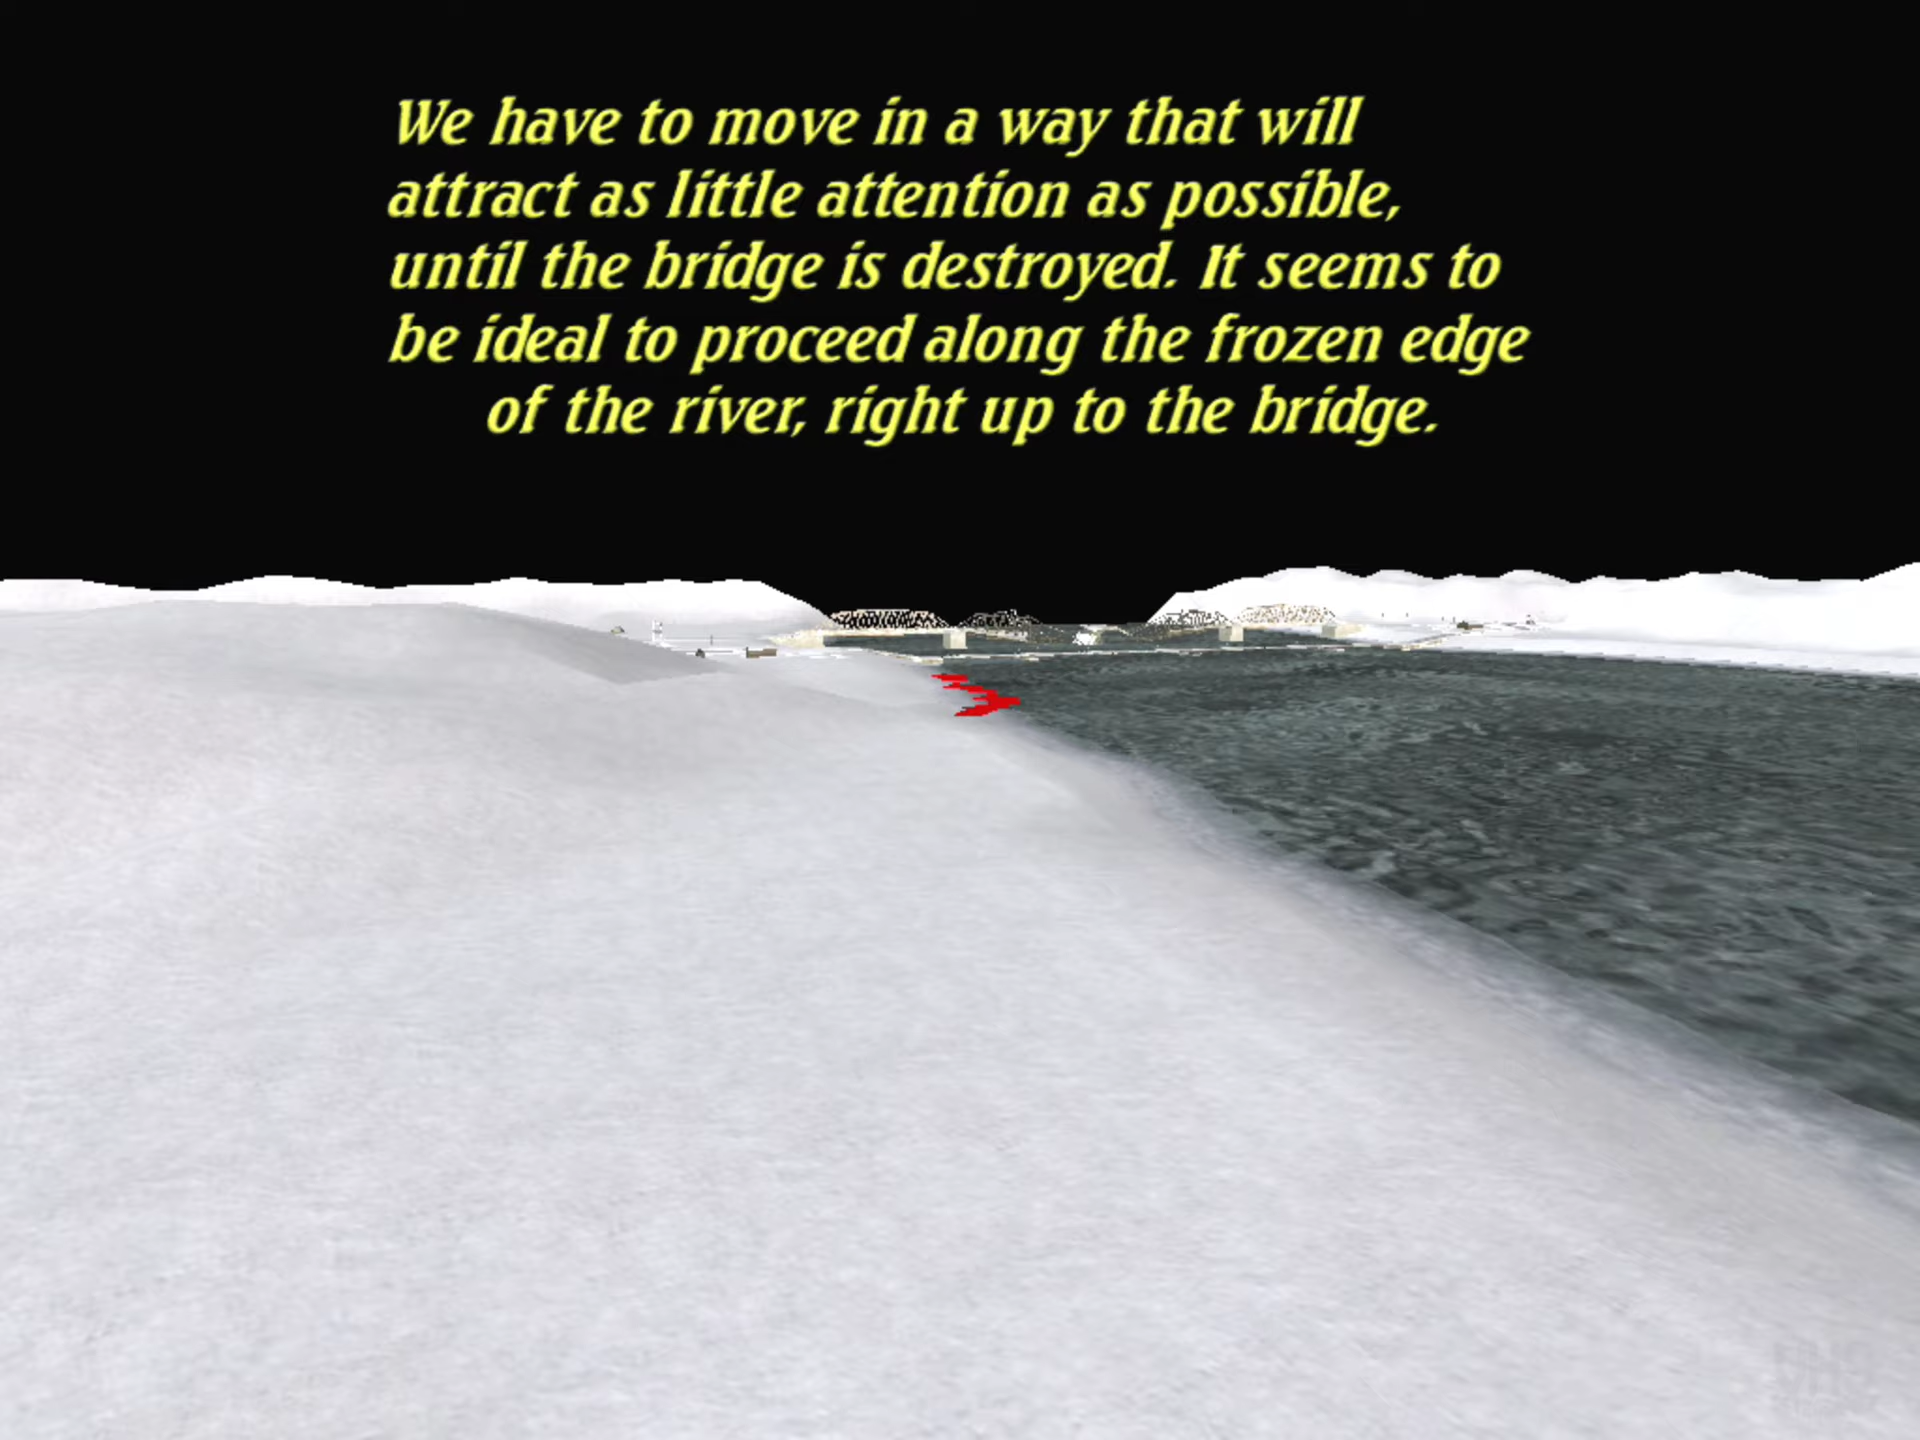 We have to move in a way that will
attract as little attention as possible,
until the bridge is destroyed. It seems to
be ideal to proceed along the frozen edge
of the river, right up to the bridge.